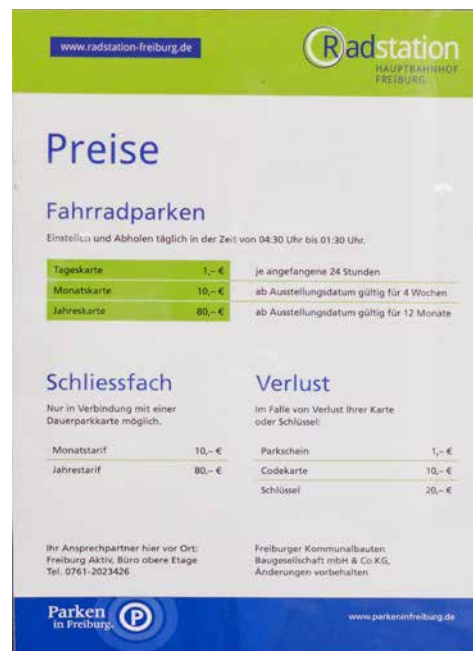 www.radstation-freiburg.de
Radstation
HAUPTBAHNHOF
FREIBURG
Preise
Fahrradparken
Einstellen und Abholen täglich in der Zeit von 04:30 Uhr bis 01:30 Uhr.
Tageskarte 1,– € je angefangene 24 Stunden
Monatskarte 10,– € ab Ausstellungsdatum gültig für 4 Wochen
Jahreskarte 80,– € ab Ausstellungsdatum gültig für 12 Monate
Schliessfach
Nur in Verbindung mit einer
Dauerparkkarte möglich.
Monatstarif 10,– €
Jahrestarif 80,– €
Verlust
Im Falle von Verlust Ihrer Karte
oder Schlüssel:
Parkschein 1,– €
Codekarte 10,– €
Schlüssel 20,– €
Ihr Ansprechpartner hier vor Ort:
Freiburg Aktiv, Büro obere Etage
Tel. 0761-2023426
Freiburger Kommunalbauten
Baugesellschaft mbH & Co.KG,
Änderungen vorbehalten
Parken
in Freiburg. P
www.parkeninfreiburg.de